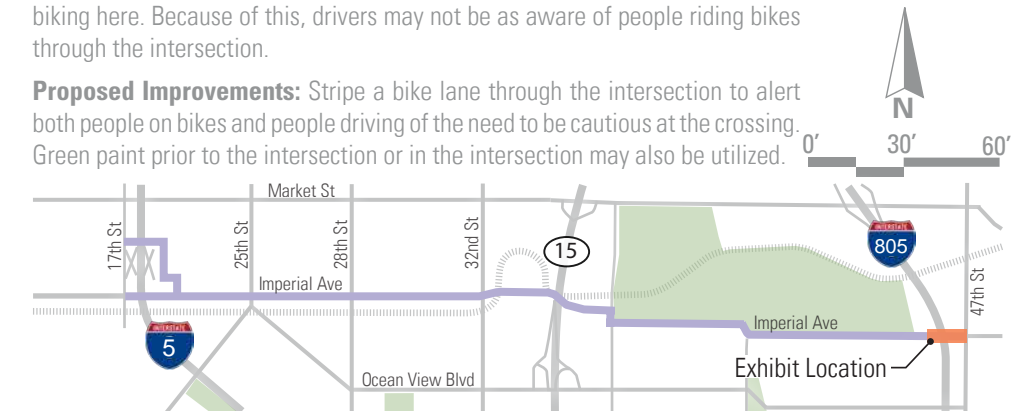 biking here. Because of this, drivers may not be as aware of people riding bikes
through the intersection.
Proposed Improvements: Stripe a bike lane through the intersection to alert
both people on bikes and people driving of the need to be cautious at the crossing.
Green paint prior to the intersection or in the intersection may also be utilized.
N
0' 30' 60'
Market St
17th St
25th St
28th St
32nd St
15
INTERSTATE
805
47th St
Imperial Ave
Imperial Ave
INTERSTATE
5
Exhibit Location
Ocean View Blvd